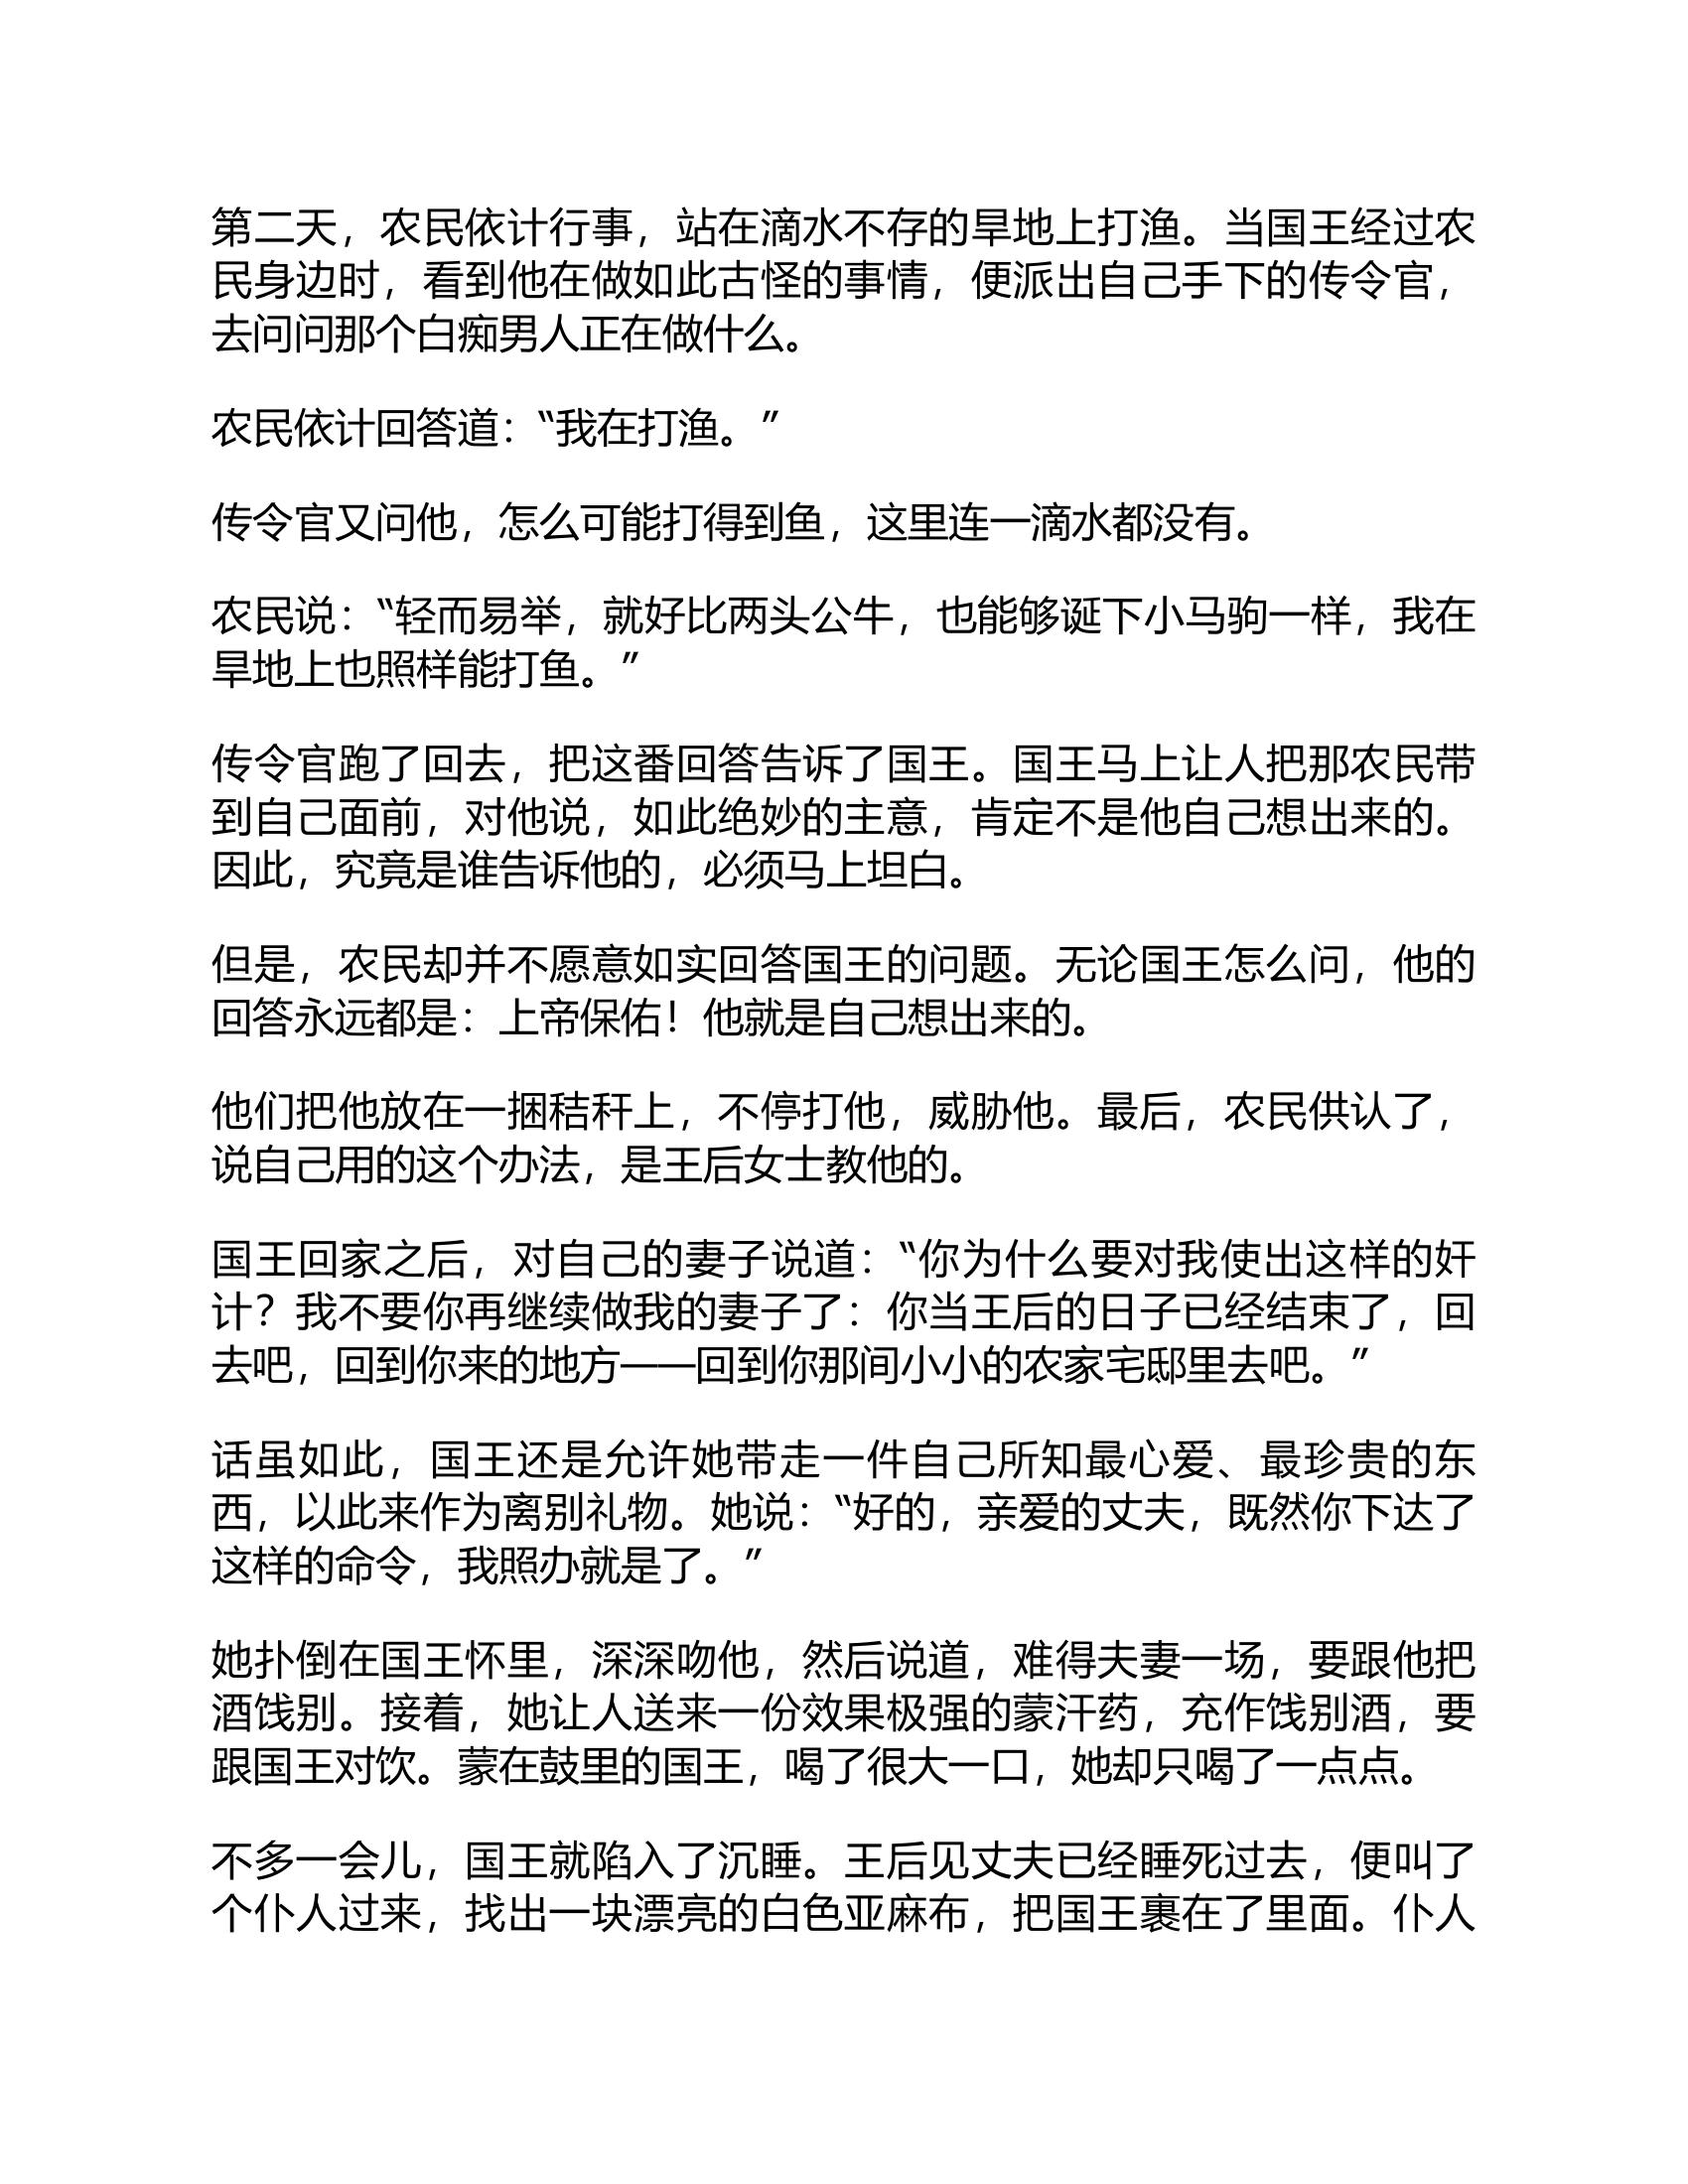 第二天，农民依计行事，站在滴水不存的旱地上打渔。当国王经过农
民身边时，看到他在做如此古怪的事情，便派出自己手下的传令官，
去问问那个白痴男人正在做什么。
农民依计回答道：“我在打渔。”
传令官又问他，怎么可能打得到鱼，这里连一滴水都没有。
农民说：“轻而易举，就好比两头公牛，也能够诞下小马驹一样，我在
旱地上也照样能打鱼。”
传令官跑了回去，把这番回答告诉了国王。国王马上让人把那农民带
到自己面前，对他说，如此绝妙的主意，肯定不是他自己想出来的。
因此，究竟是谁告诉他的，必须马上坦白。
但是，农民却并不愿意如实回答国王的问题。无论国王怎么问，他的
回答永远都是：上帝保佑！他就是自己想出来的。
他们把他放在一捆秸秆上，不停打他，威胁他。最后，农民供认了，
说自己用的这个办法，是王后女士教他的。
国王回家之后，对自己的妻子说道：“你为什么要对我使出这样的奸
计？我不要你再继续做我的妻子了：你当王后的日子已经结束了，回
去吧，回到你来的地方——回到你那间小小的农家宅邸里去吧。”
话虽如此，国王还是允许她带走一件自己所知最心爱、最珍贵的东
西，以此来作为离别礼物。她说：“好的，亲爱的丈夫，既然你下达了
这样的命令，我照办就是了。”
她扑倒在国王怀里，深深吻他，然后说道，难得夫妻一场，要跟他把
酒饯别。接着，她让人送来一份效果极强的蒙汗药，充作饯别酒，要
跟国王对饮。蒙在鼓里的国王，喝了很大一口，她却只喝了一点点。
不多一会儿，国王就陷入了沉睡。王后见丈夫已经睡死过去，便叫了
个仆人过来，找出一块漂亮的白色亚麻布，把国王裹在了里面。仆人